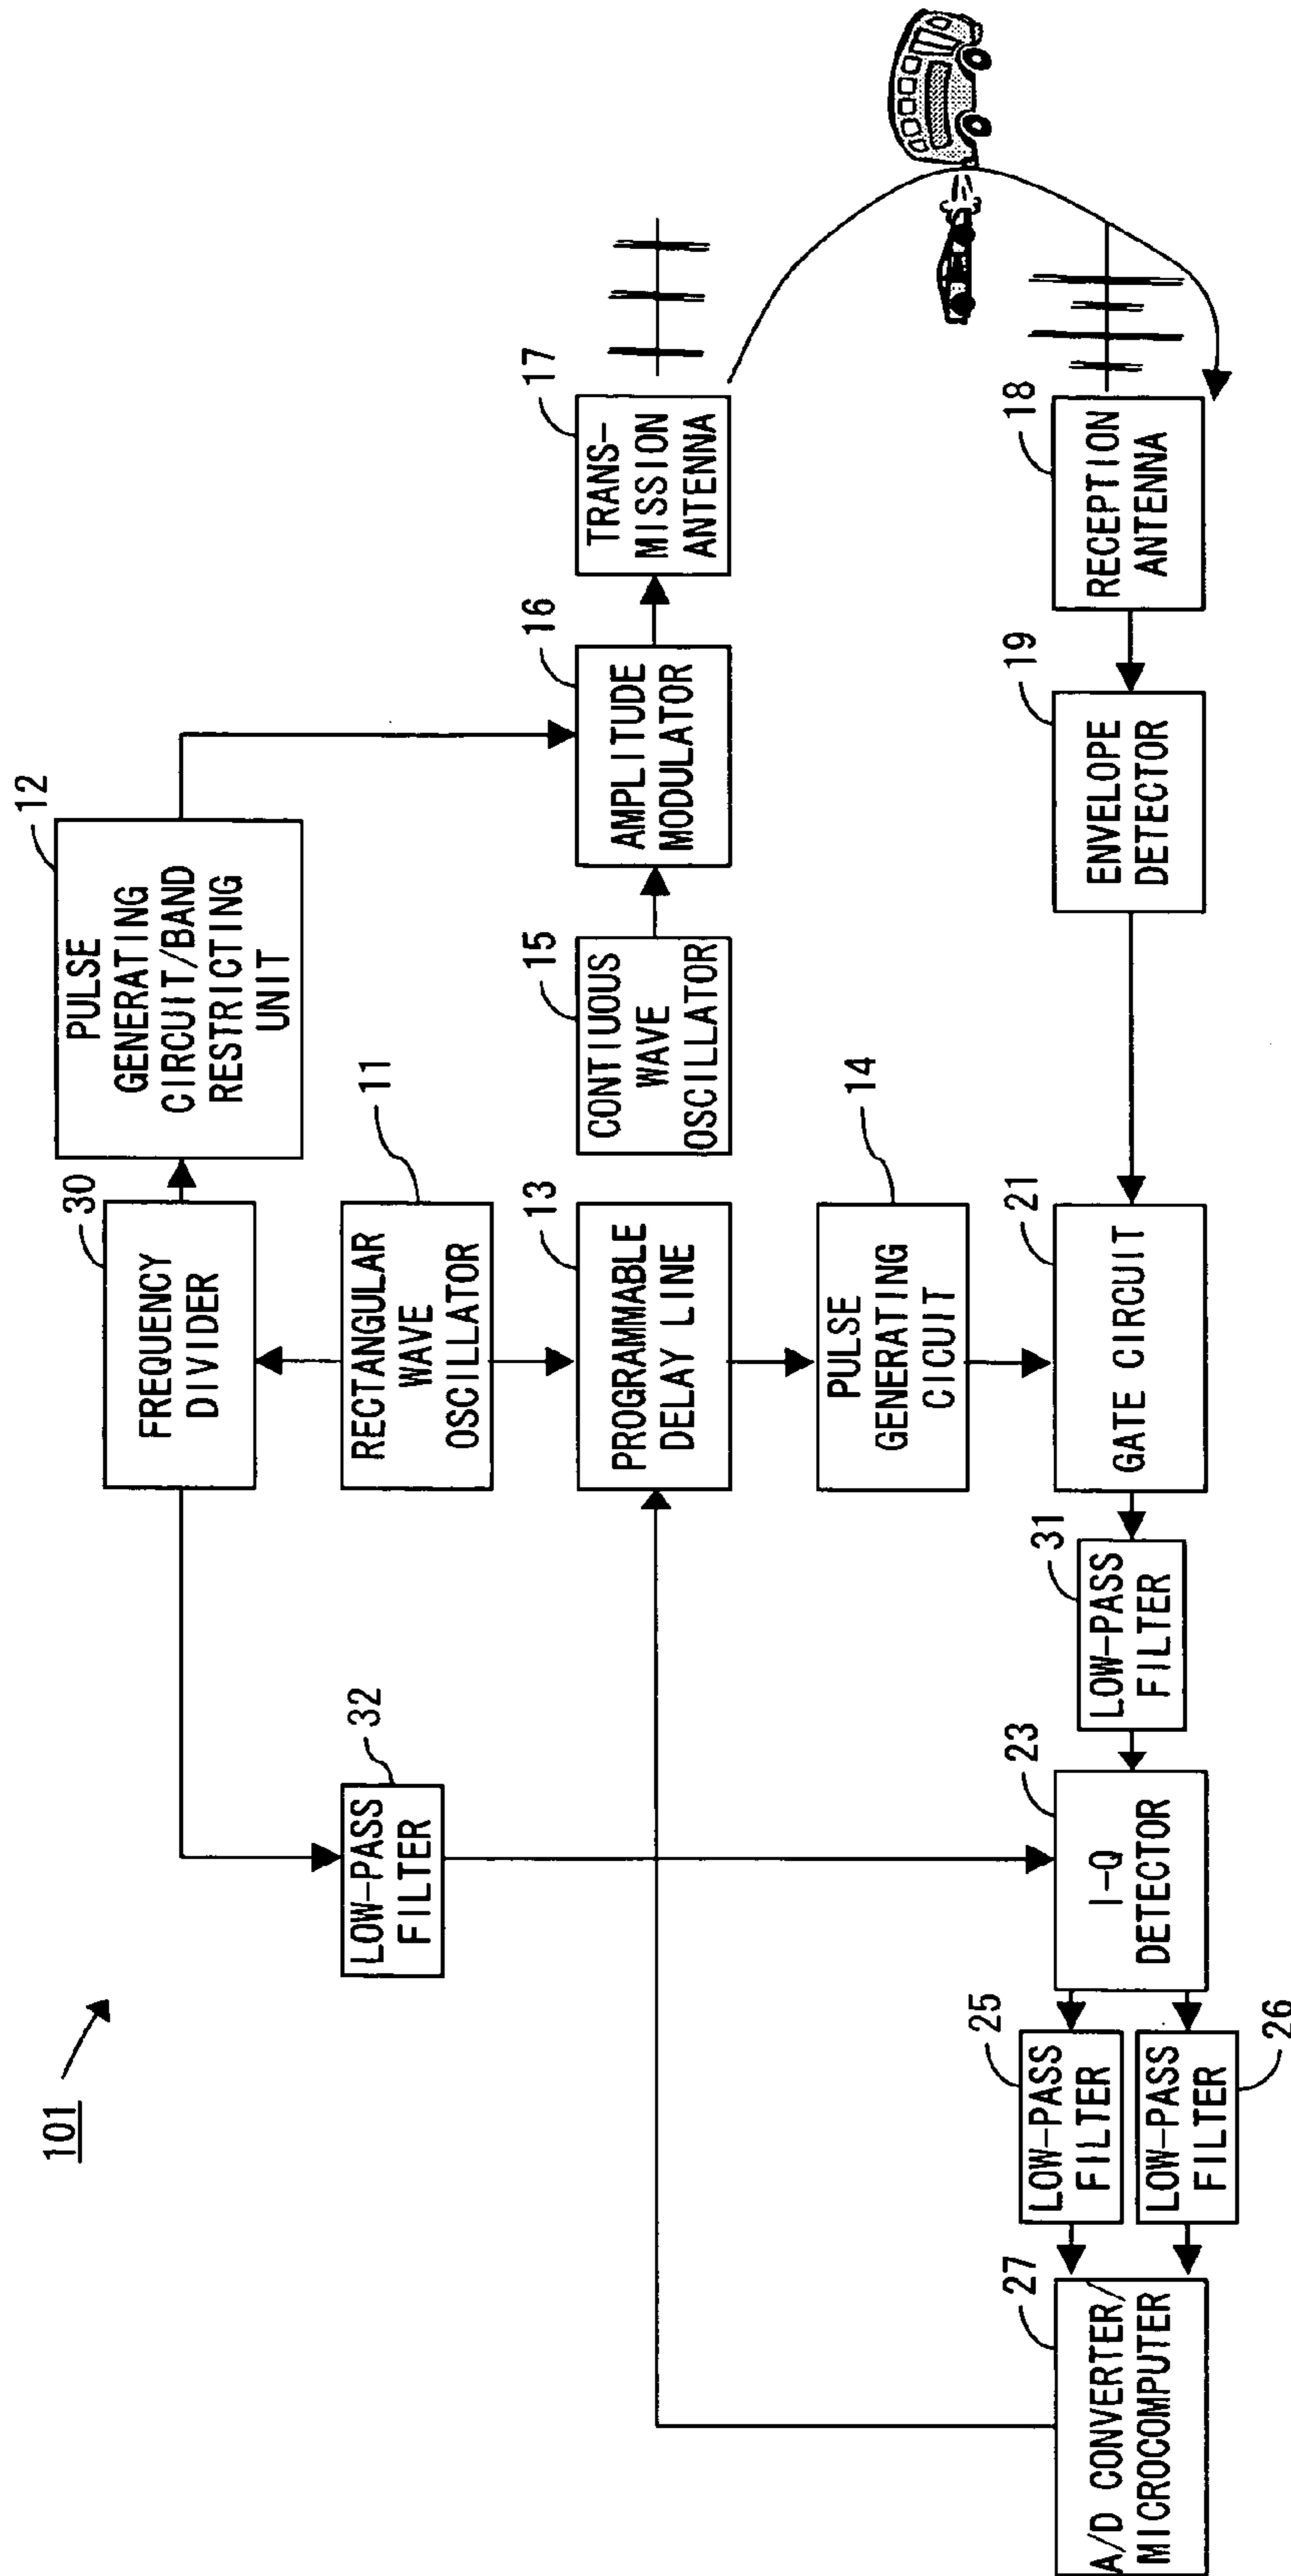 101
12
PULSE
GENERATING
CIRCUIT/BAND
RESTRICTING
UNIT
30
FREQUENCY
DIVIDER
11
RECTANGULAR
WAVE
OSCILLATOR
32
LOW-PASS
FILTER
13
PROGRAMMABLE
DELAY LINE
15
CONTIUOUS
WAVE
OSCILLATOR
16
AMPLITUDE
MODULATOR
17
TRANS-
MISSION
ANTENNA
14
PULSE
GENERATING
CICUIT
27
A/D CONVERTER/
MICROCOMPUTER
25
LOW-PASS
FILTER
LOW-PASS
FILTER
26
23
I-Q
DETECTOR
31
LOW-PASS
FILTER
21
GATE CIRCUIT
19
ENVELOPE
DETECTOR
18
RECEPTION
ANTENNA